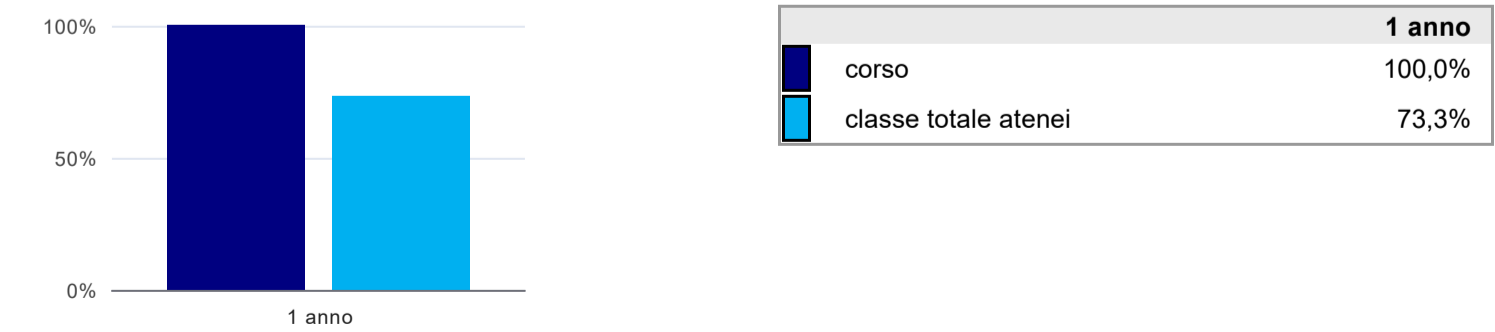 100%
50%
0%
1 anno
1 anno
corso 100,0%
classe totale atenei 73,3%